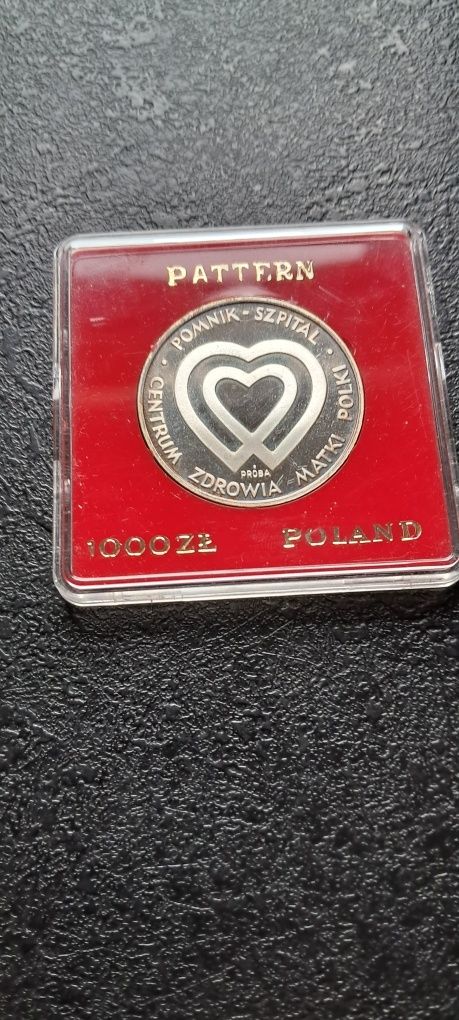 PATTERN
POMNIK-SZPITAL •
• CENTRUM ZDROWIA MATKI POLKI
PRÓBA
1000 ZŁ POLAND